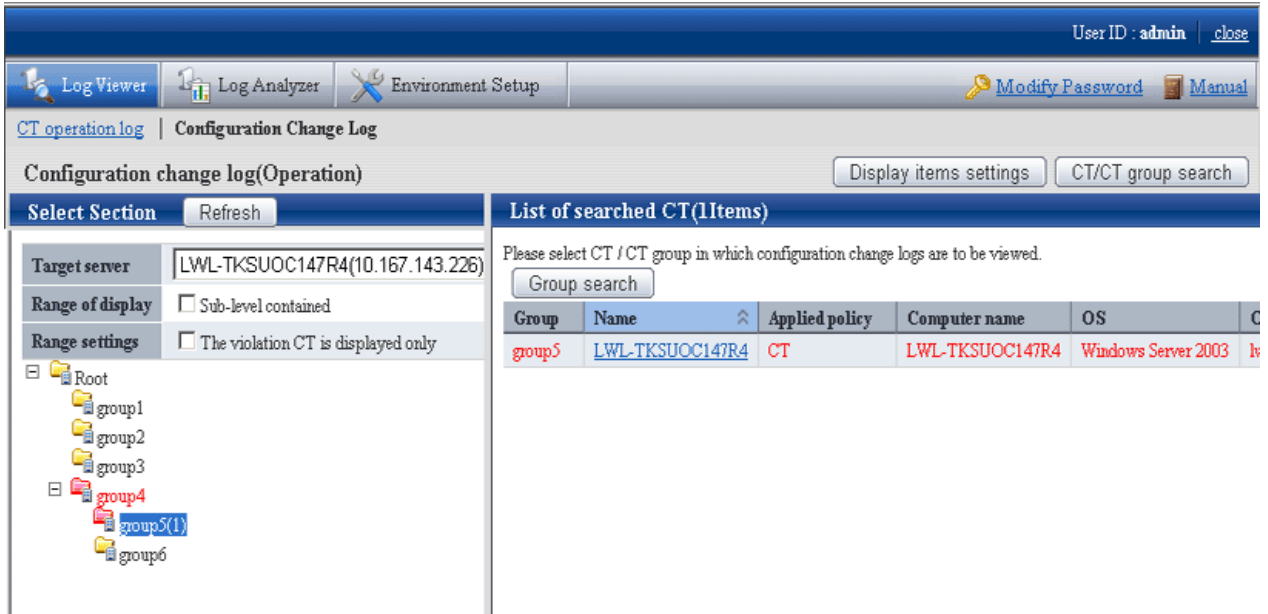 User ID : admin close
Log Viewer Log Analyzer Environment Setup Modify Password Manual
CT operation log | Configuration Change Log
Configuration change log(Operation) Display items settings CT/CT group search
Select Section Refresh
Target server LWL-TKSUOC147R4(10.167.143.226)
Range of display Sub-level contained
Range settings The violation CT is displayed only
Root
group1
group2
group3
group4
group5(1)
group6
List of searched CT(1Items)
Please select CT / CT group in which configuration change logs are to be viewed.
Group search
Group Name Applied policy Computer name OS
group5 LWL-TKSUOC147R4 CT LWL-TKSUOC147R4 Windows Server 2003